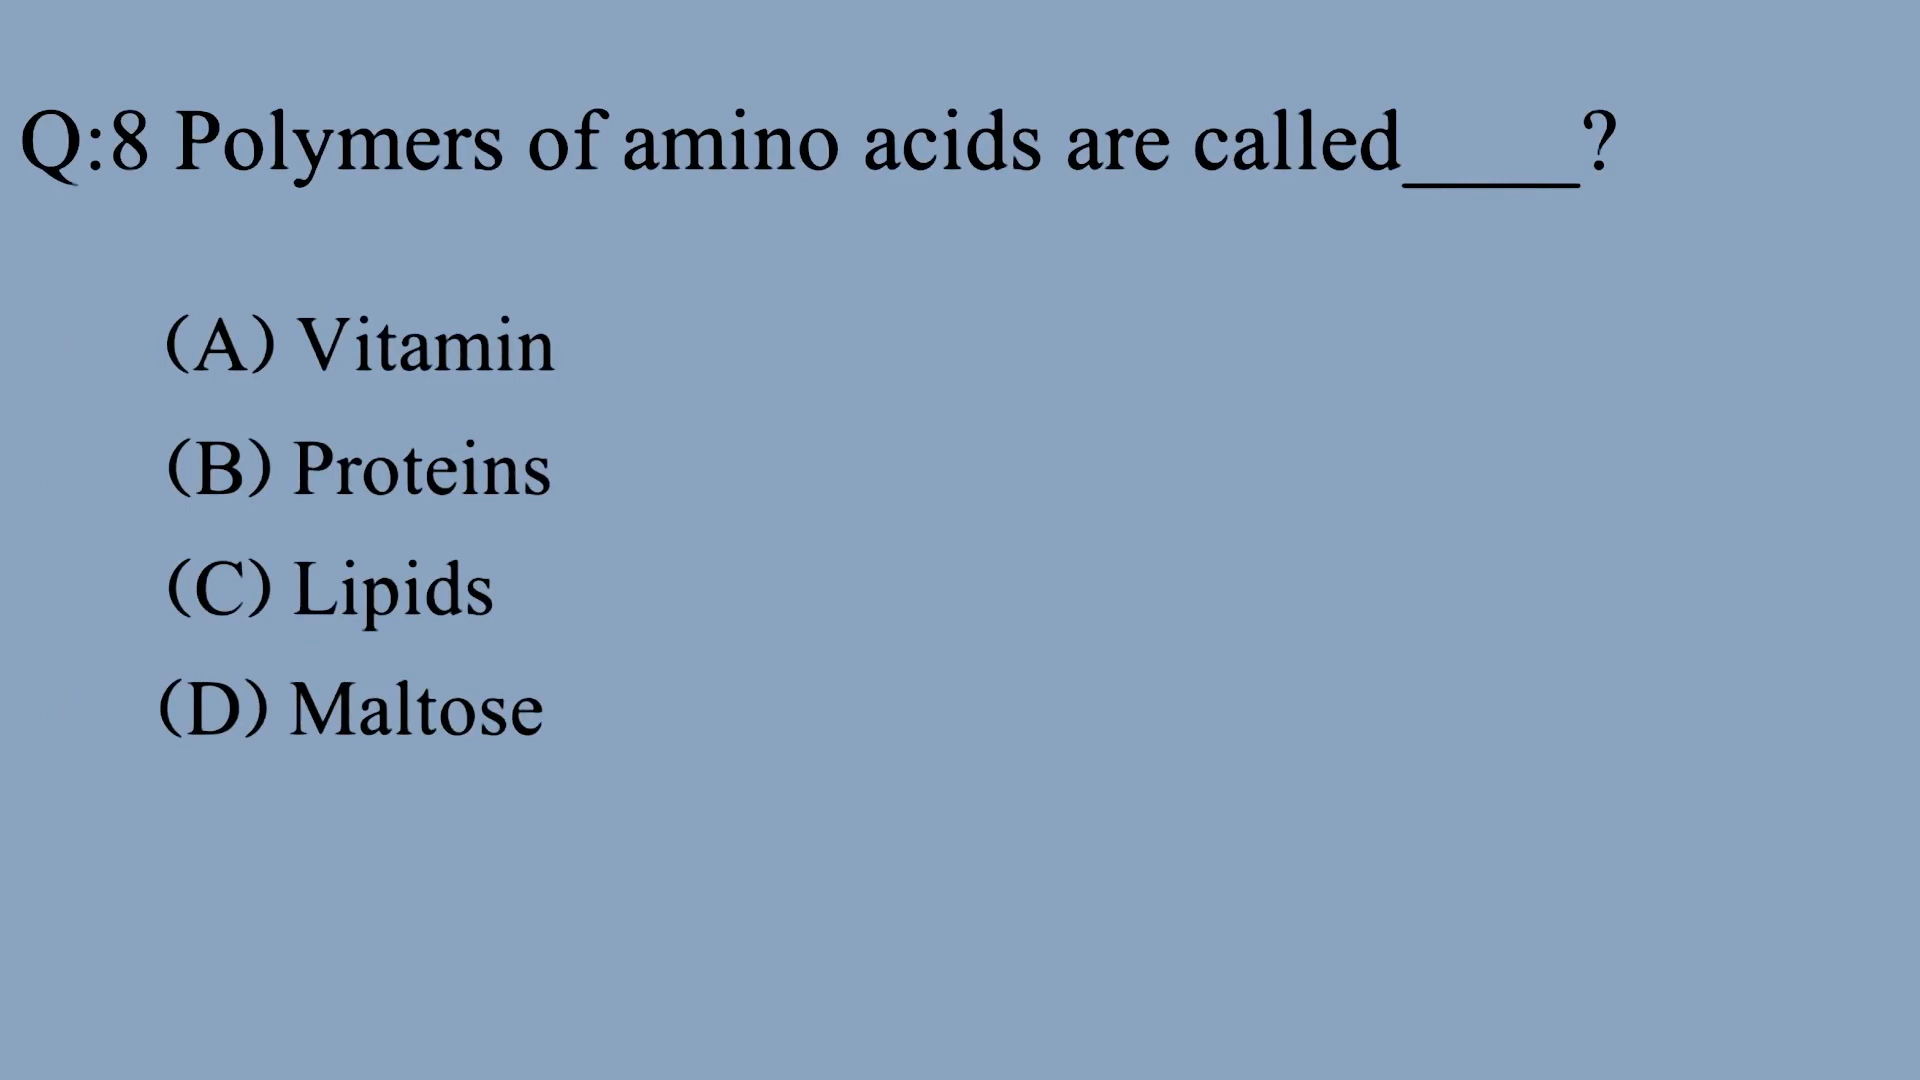 Q:8 Polymers of amino acids are called____?
(A) Vitamin
(B) Proteins
(C) Lipids
(D) Maltose